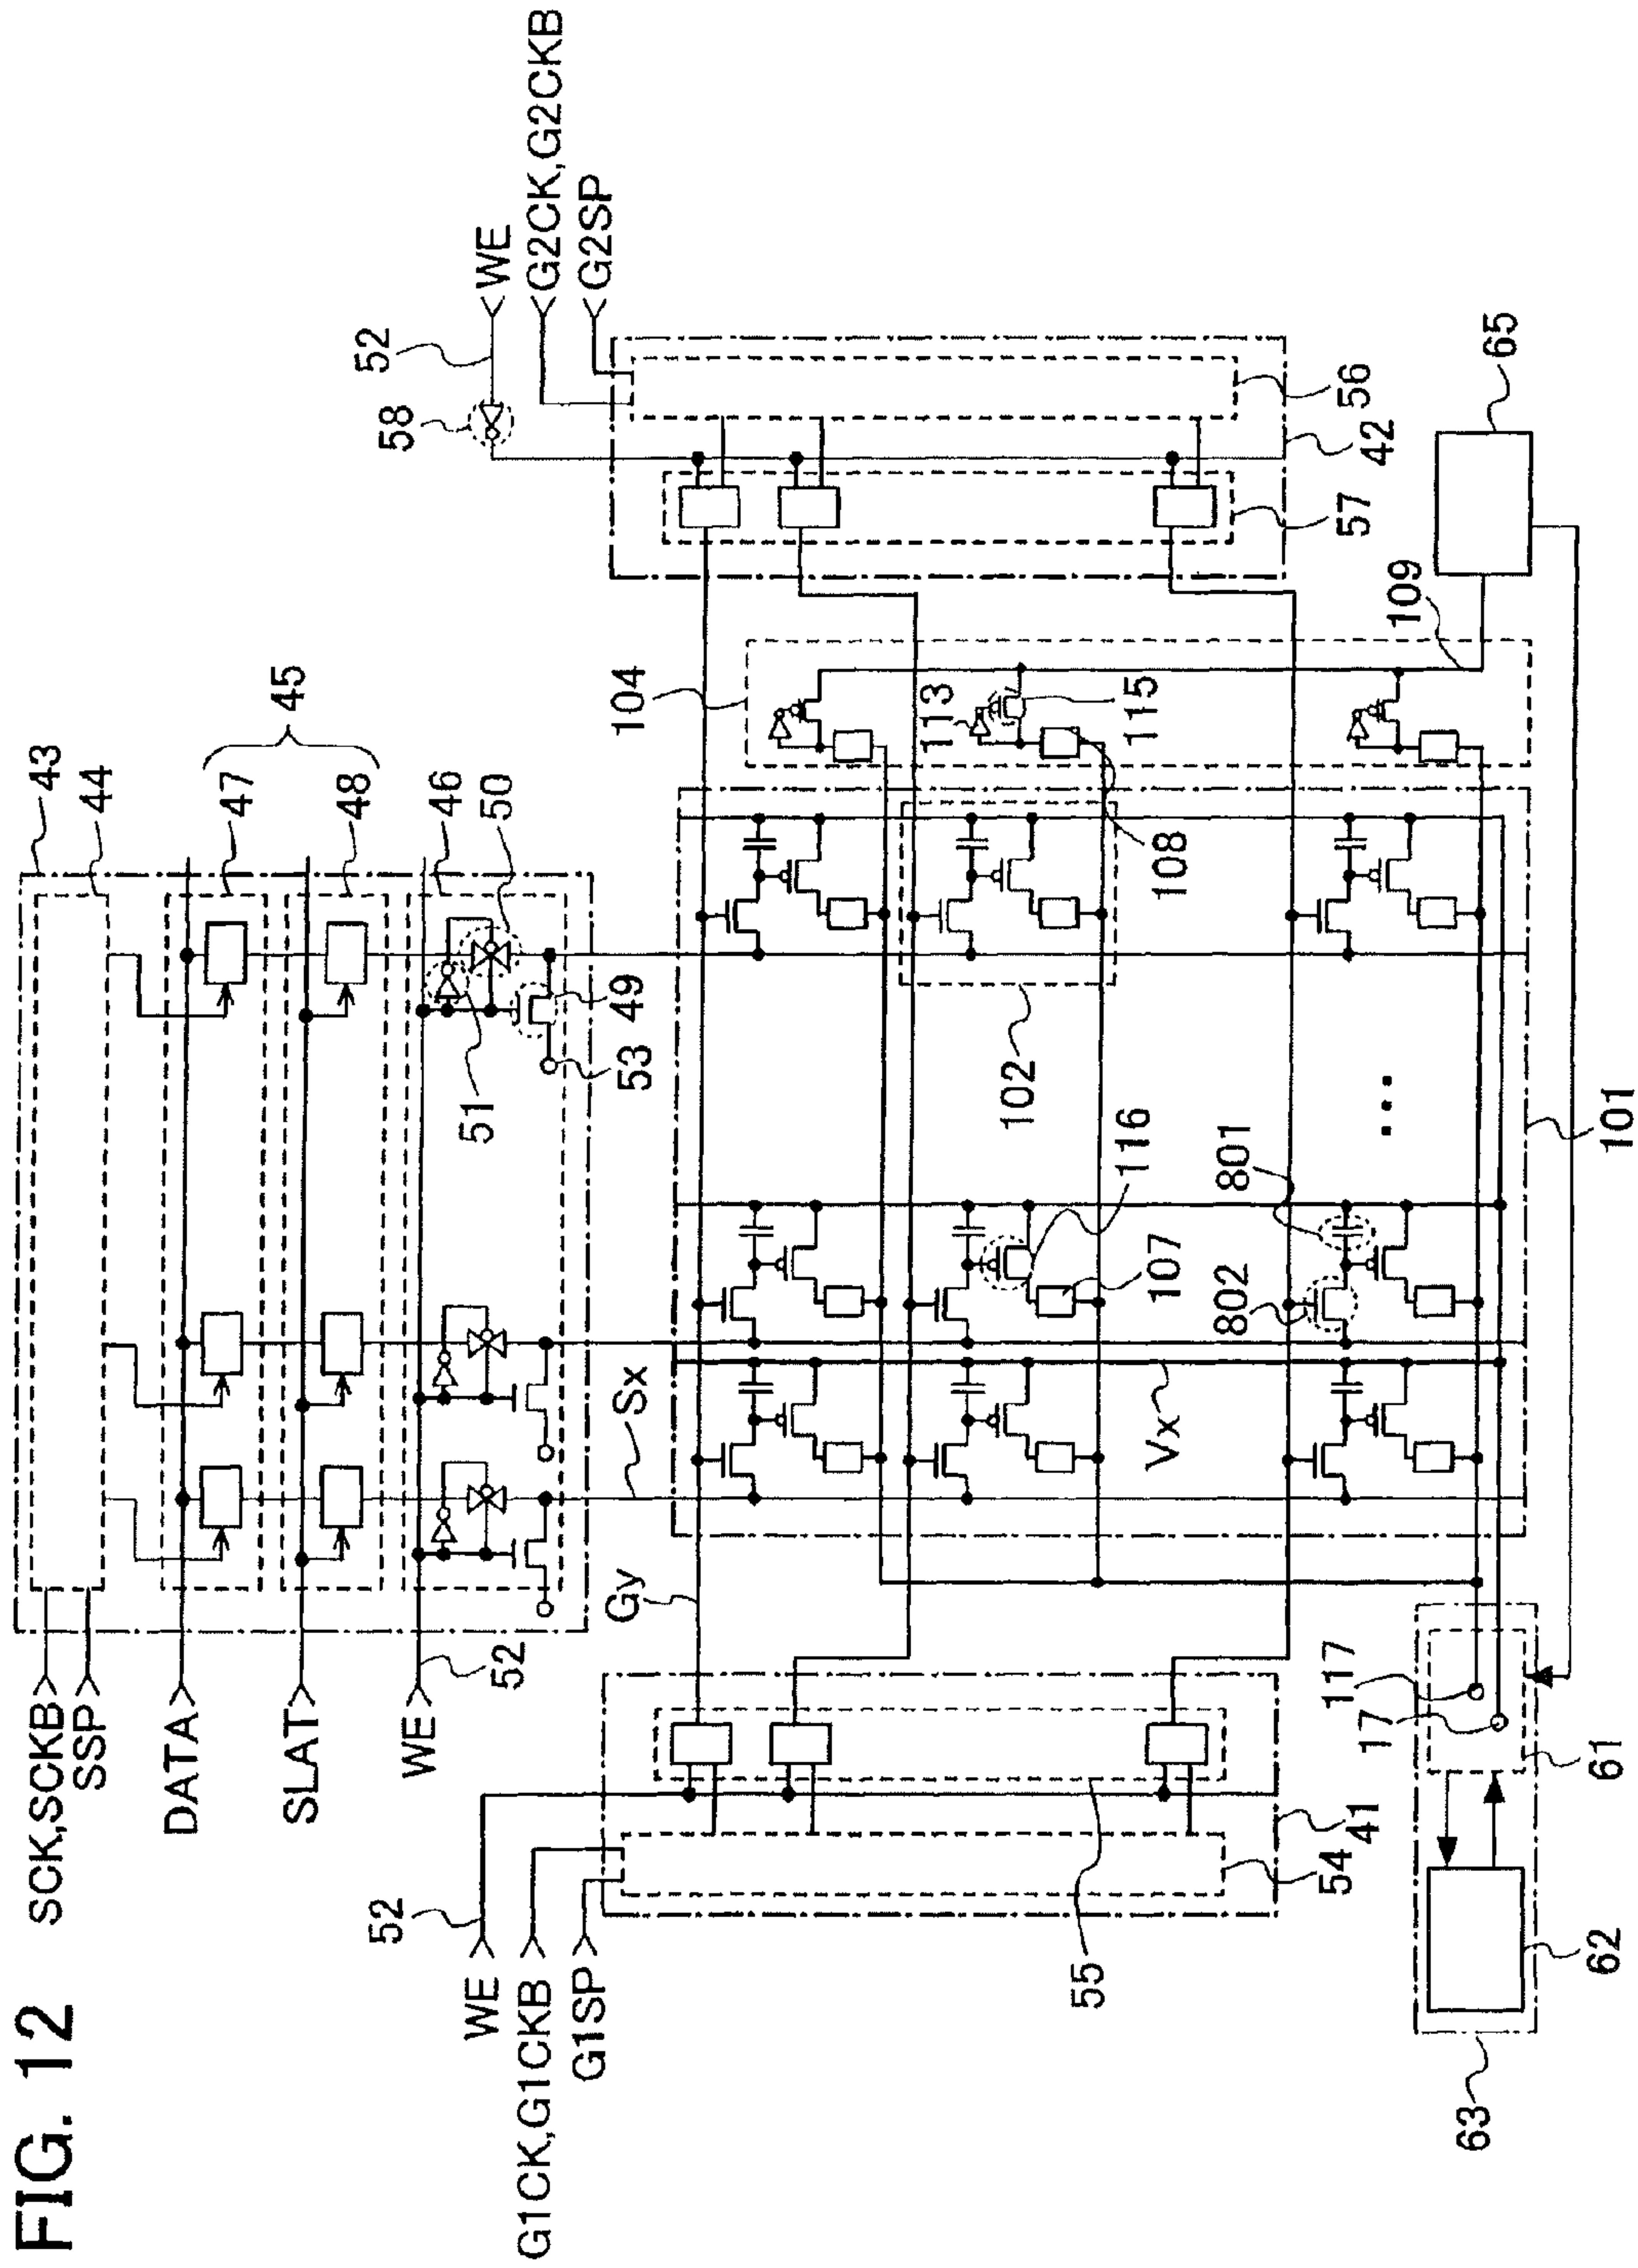 FIG. 12
SCK,SCKB
SSP
DATA
SLAT
WE
52
43
44
47
45
48
46
50
51
49
53
WE
52
G1CK,G1CKB
G1SP
58
52
WE
G2CK,G2CKB
G2SP
Gy
Sx
104
113
115
108
102
116
107
801
802
Vx
109
65
56
42
57
55
54
41
117
17
61
62
63
101
...